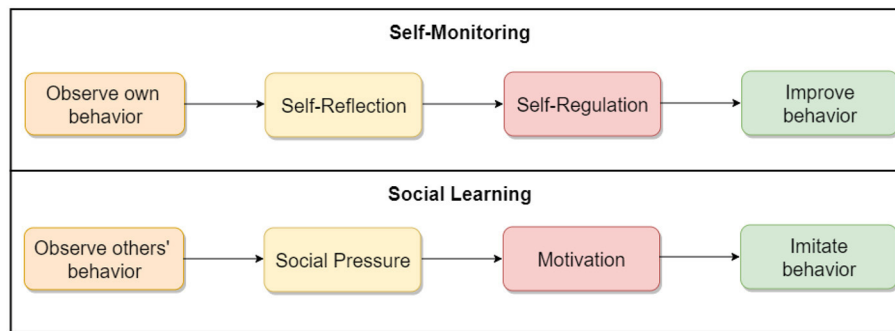 Self-Monitoring
Observe own
behavior
Self-Reflection
Self-Regulation
Improve
behavior
Social Learning
Observe others'
behavior
Social Pressure
Motivation
Imitate
behavior